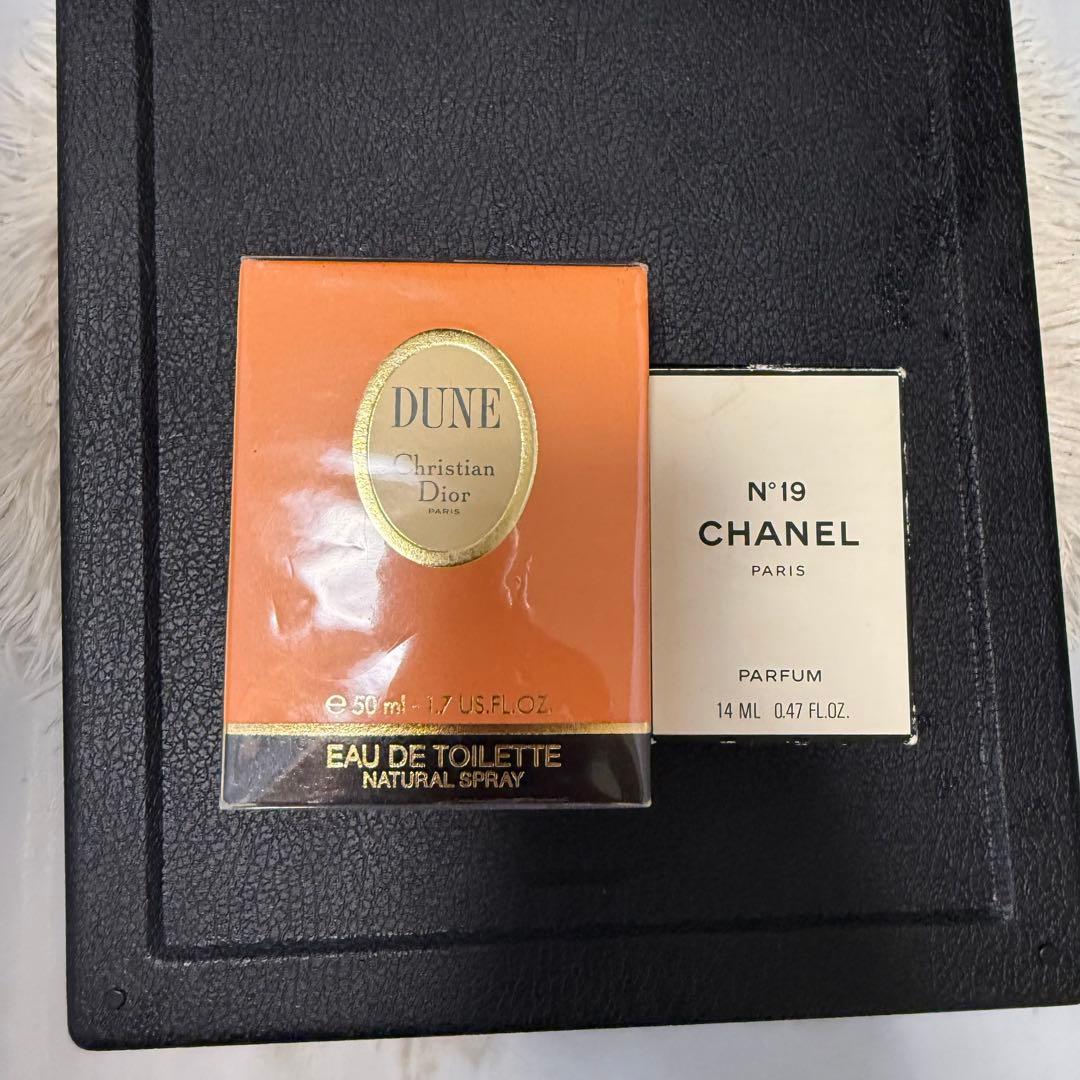 DUNE
Christian
Dior
PARIS
e 50 ml - 1.7 US.FL.OZ.
EAU DE TOILETTE
NATURAL SPRAY
N°19
CHANEL
PARIS
PARFUM
14 ML 0.47 FL.OZ.